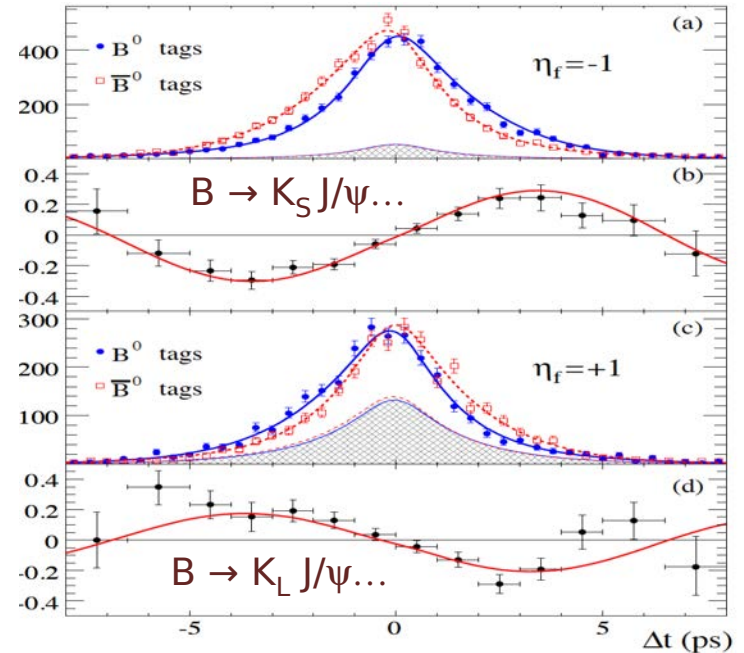 (a)
400
B⁰ tags
B̅⁰ tags
η_f=-1
200
0.4
(b)
0.2
B → K_S J/ψ...
0
-0.2
-0.4
300
(c)
B⁰ tags
B̅⁰ tags
η_f=+1
200
100
0.4
(d)
0.2
0
-0.2
B → K_L J/ψ...
-0.4
-5 0 5
Δt (ps)